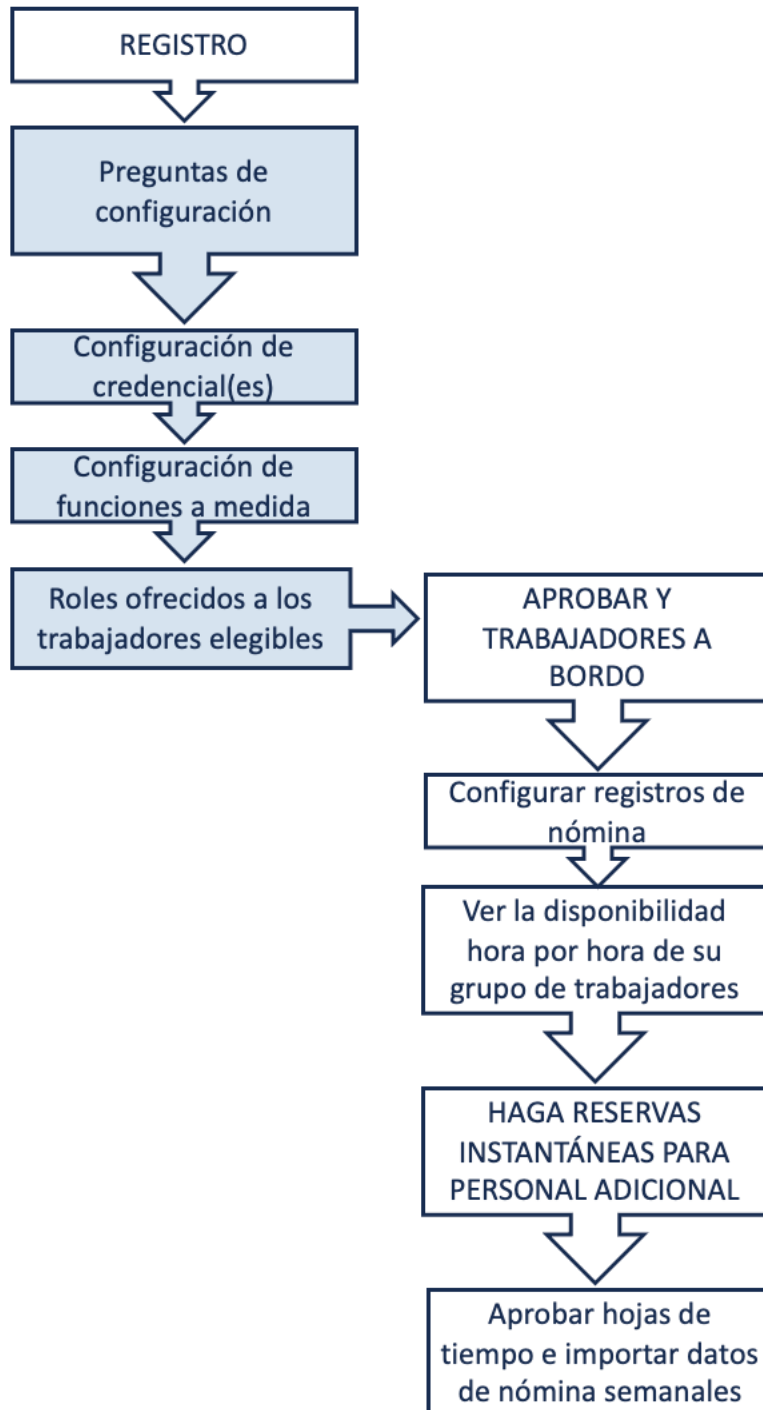 REGISTRO
Preguntas de
configuración
Configuración de
credencial(es)
Configuración de
funciones a medida
Roles ofrecidos a los
trabajadores elegibles
APROBAR Y
TRABAJADORES A
BORDO
Configurar registros de
nómina
Ver la disponibilidad
hora por hora de su
grupo de trabajadores
HAGA RESERVAS
INSTANTÁNEAS PARA
PERSONAL ADICIONAL
Aprobar hojas de
tiempo e importar datos
de nómina semanales